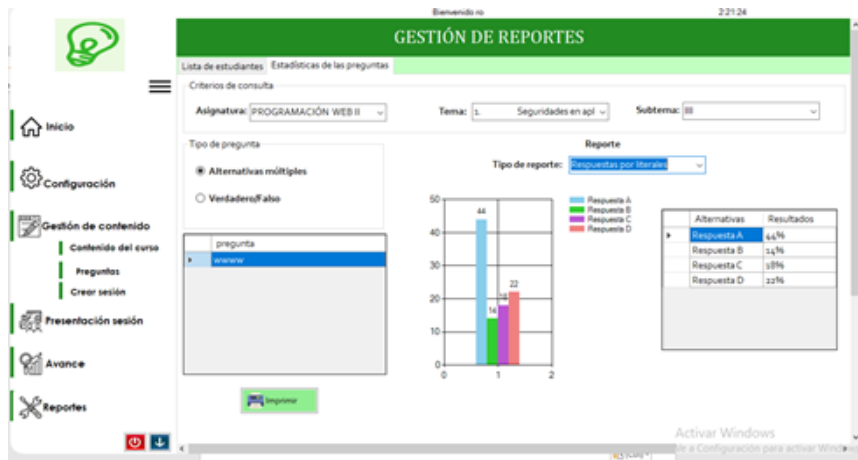 Bienvenido ro
2:21:24
GESTIÓN DE REPORTES
Lista de estudiantes
Estadísticas de las preguntas
Criterios de consulta
Asignatura: PROGRAMACIÓN WEB II
Tema: 1. Seguridades en apl
Subtema: III
Inicio
Configuración
Gestión de contenido
Contenido del curso
Preguntas
Crear sesión
Presentación sesión
Avance
Reportes
Tipo de pregunta
Alternativas múltiples
Verdadero/Falso
pregunta
wwww
Imprimir
Reporte
Tipo de reporte: Respuestas por literales
50
40
30
20
10
0
44
14
18
22
0
1
2
Respuesta A
Respuesta B
Respuesta C
Respuesta D
Alternativas Resultados
Respuesta A 44%
Respuesta B 14%
Respuesta C 18%
Respuesta D 22%
Activar Windows
Ve a Configuración para activar Windows